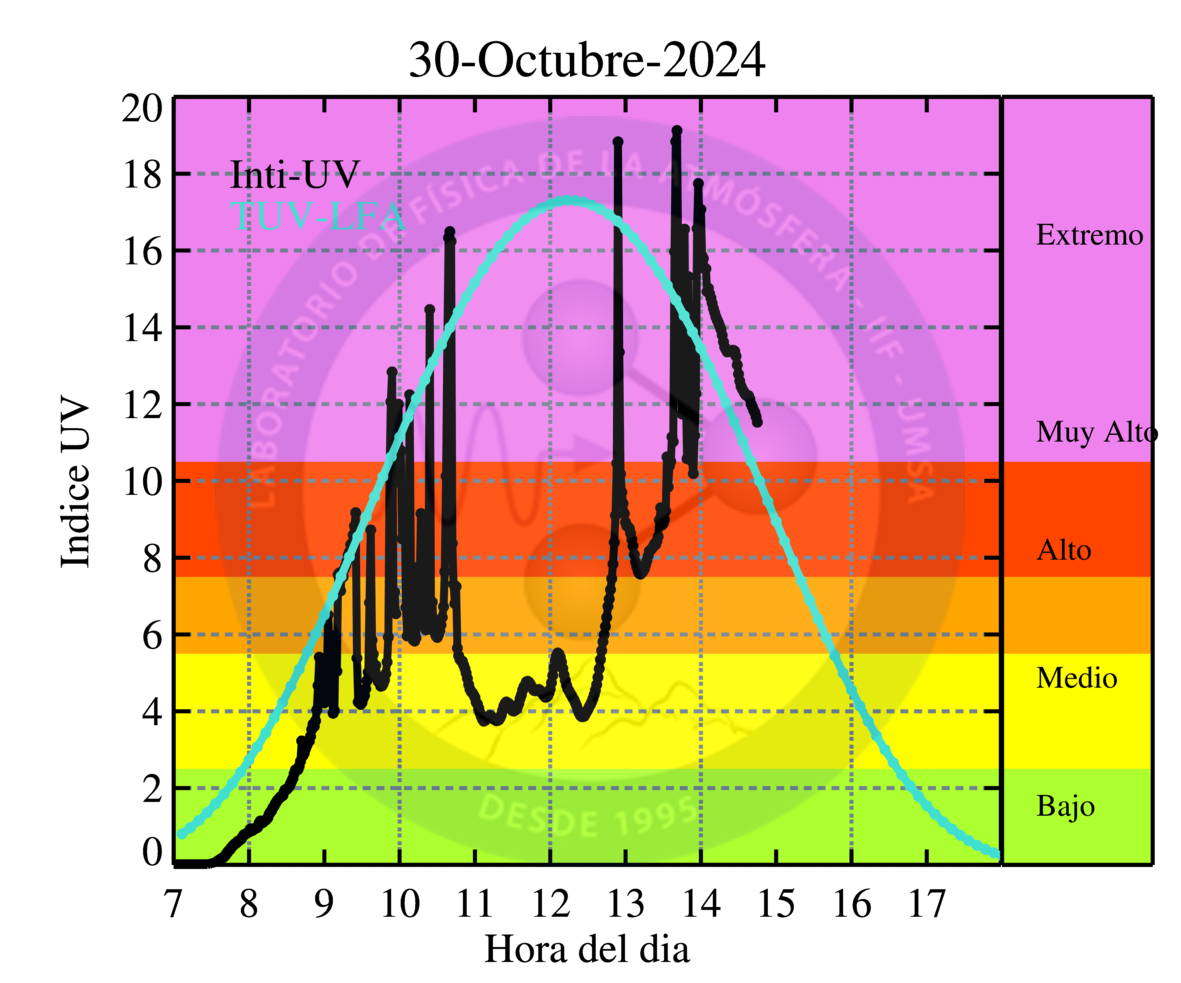 30-Octubre-2024
20
18
16
14
12
10
8
6
4
2
0
Indice UV
Inti-UV
TUV-LFA
LABORATORIO DE FÍSICA DE LA ATMÓSFERA - IIF - UMSA
DESDE 1995
Extremo
Muy Alto
Alto
Medio
Bajo
7 8 9 10 11 12 13 14 15 16 17
Hora del dia